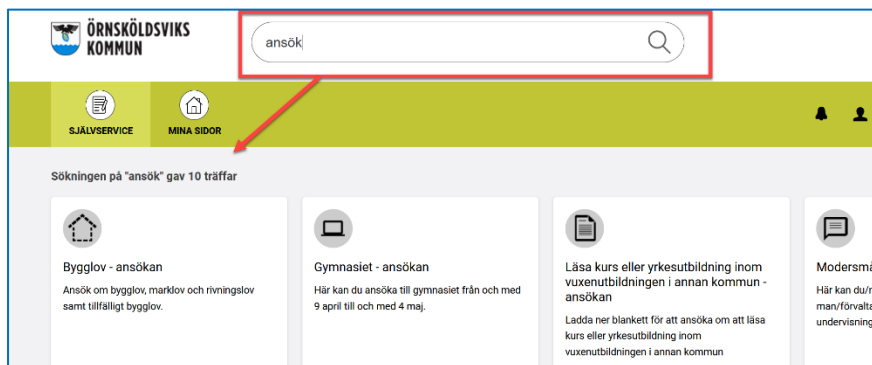 ÖRNSKÖLDSVIKS
KOMMUN
ansök
SJÄLVSERVICE
MINA SIDOR
Sökningen på "ansök" gav 10 träffar
Bygglov - ansökan
Ansök om bygglov, marklov och rivningslov
samt tillfälligt bygglov.
Gymnasiet - ansökan
Här kan du ansöka till gymnasiet från och med
9 april till och med 4 maj.
Läsa kurs eller yrkesutbildning inom
vuxenutbildningen i annan kommun -
ansökan
Ladda ner blankett för att ansöka om att läsa
kurs eller yrkesutbildning inom
vuxenutbildningen i annan kommun
Modersmå
Här kan du/
man/förvalta
undervisning